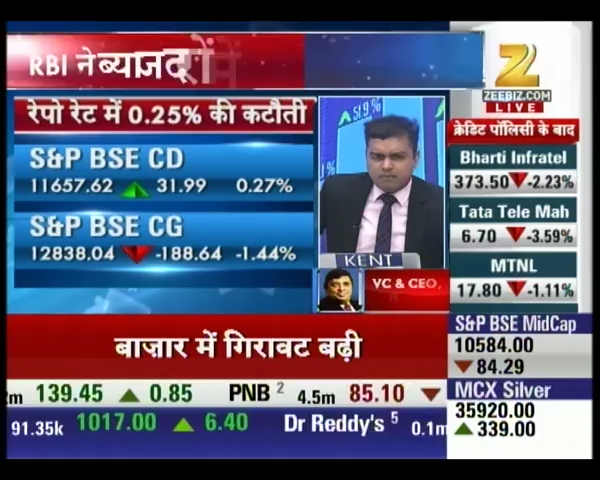 RBI ने ब्याज दरों में
ZEEBIZ.COM
LIVE
रेपो रेट में 0.25% की कटौती
S&P BSE CD
11657.62 31.99 0.27%
S&P BSE CG
12838.04 -188.64 -1.44%
51.9%
KENT
VC & CEO,
क्रेडिट पॉलिसी के बाद
Bharti Infratel
373.50 -2.23%
Tata Tele Mah
6.70 -3.59%
MTNL
17.80 -1.11%
बाज़ार में गिरावट बढ़ी
S&P BSE MidCap
10584.00
84.29
MCX Silver
35920.00
339.00
2m 139.45 0.85 PNB 2 4.5m 85.10
91.35k 1017.00 6.40 Dr Reddy's 5 0.1m